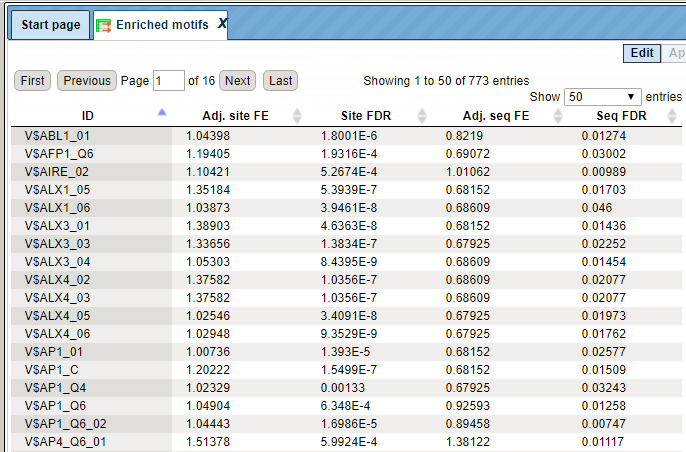 Start page Enriched motifs X
Edit Ap
First Previous Page 1 of 16 Next Last Showing 1 to 50 of 773 entries
Show 50 entries
ID Adj. site FE Site FDR Adj. seq FE Seq FDR
V$ABL1_01 1.04398 1.8001E-6 0.8219 0.01274
V$AFP1_Q6 1.19405 1.9316E-4 0.69072 0.03002
V$AIRE_02 1.10421 5.2674E-4 1.01062 0.00989
V$ALX1_05 1.35184 5.3939E-7 0.68152 0.01703
V$ALX1_06 1.03873 3.9461E-8 0.68609 0.046
V$ALX3_01 1.38903 4.6363E-8 0.68152 0.01436
V$ALX3_03 1.33656 1.3834E-7 0.67925 0.02252
V$ALX3_04 1.05303 8.4395E-9 0.68609 0.01454
V$ALX4_02 1.37582 1.0356E-7 0.68609 0.02077
V$ALX4_03 1.37582 1.0356E-7 0.68609 0.02077
V$ALX4_05 1.02546 3.4091E-8 0.67925 0.01973
V$ALX4_06 1.02948 9.3529E-9 0.67925 0.01762
V$AP1_01 1.00736 1.393E-5 0.68152 0.02577
V$AP1_C 1.20222 1.5499E-7 0.68152 0.01509
V$AP1_Q4 1.02329 0.00133 0.67925 0.03243
V$AP1_Q6 1.04904 6.348E-4 0.92593 0.01258
V$AP1_Q6_02 1.04443 1.6986E-5 0.89458 0.00747
V$AP4_Q6_01 1.51378 5.9924E-4 1.38122 0.01117